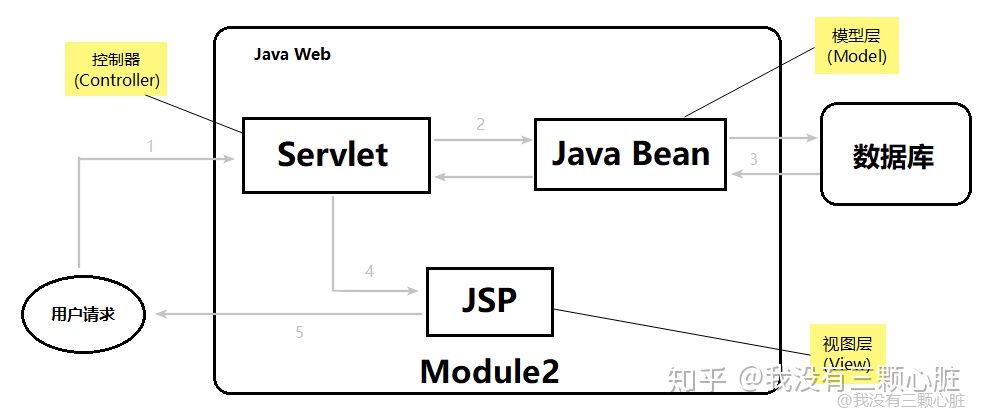 Java Web
控制器
(Controller)
模型层
(Model)
1
Servlet
2
Java Bean
3
数据库
4
JSP
用户请求
5
视图层
(View)
Module2
知乎 @我没有三颗心脏
@我没有三颗心脏